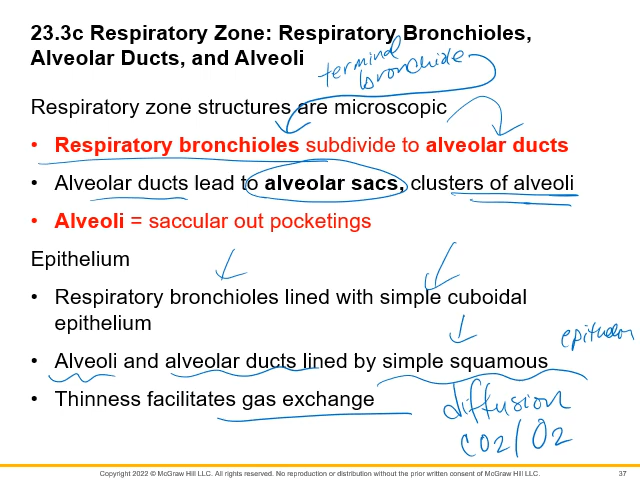 23.3c Respiratory Zone: Respiratory Bronchioles,
Alveolar Ducts, and Alveoli
terminal
bronchiole
Respiratory zone structures are microscopic
• Respiratory bronchioles subdivide to alveolar ducts
• Alveolar ducts lead to alveolar sacs, clusters of alveoli
• Alveoli = saccular out pocketings
Epithelium
• Respiratory bronchioles lined with simple cuboidal
epithelium
• Alveoli and alveolar ducts lined by simple squamous
• Thinness facilitates gas exchange
diffusion
CO2/O2
Copyright 2022 © McGraw Hill LLC. All rights reserved. No reproduction or distribution without the prior written consent of McGraw Hill LLC.
37